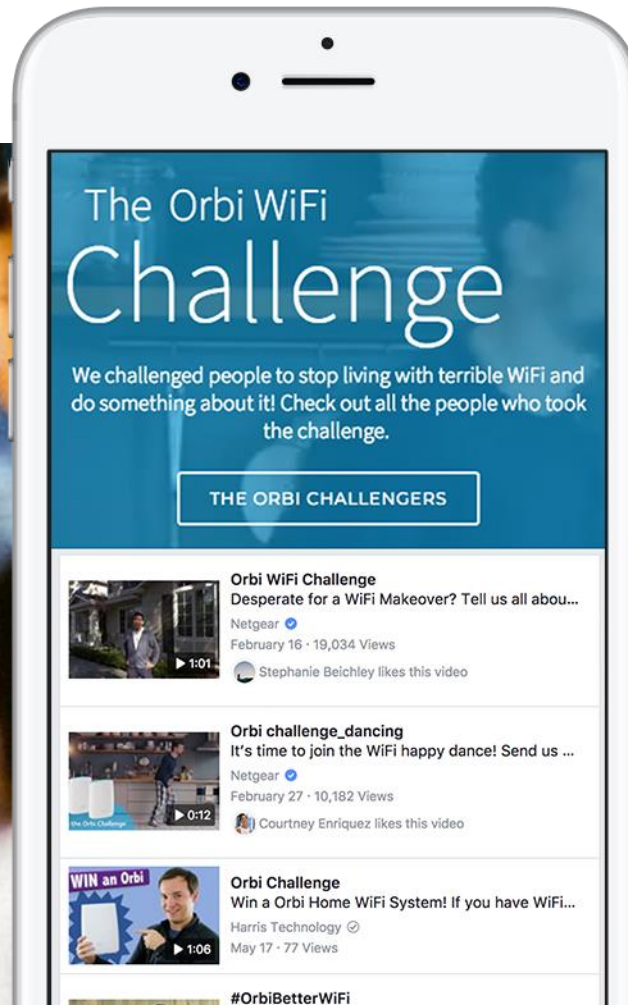 The Orbi WiFi
Challenge
We challenged people to stop living with terrible WiFi and
do something about it! Check out all the people who took
the challenge.
THE ORBI CHALLENGERS
Orbi WiFi Challenge
Desperate for a WiFi Makeover? Tell us all abou...
Netgear
February 16 · 19,034 Views
1:01
Stephanie Beichley likes this video
Orbi challenge_dancing
It's time to join the WiFi happy dance! Send us ...
Netgear
February 27 · 10,182 Views
the Orbi Challenge
0:12
Courtney Enriquez likes this video
WIN an Orbi
Orbi Challenge
Win a Orbi Home WiFi System! If you have WiFi...
Harris Technology
1:06
May 17 · 77 Views
#OrbiBetterWiFi